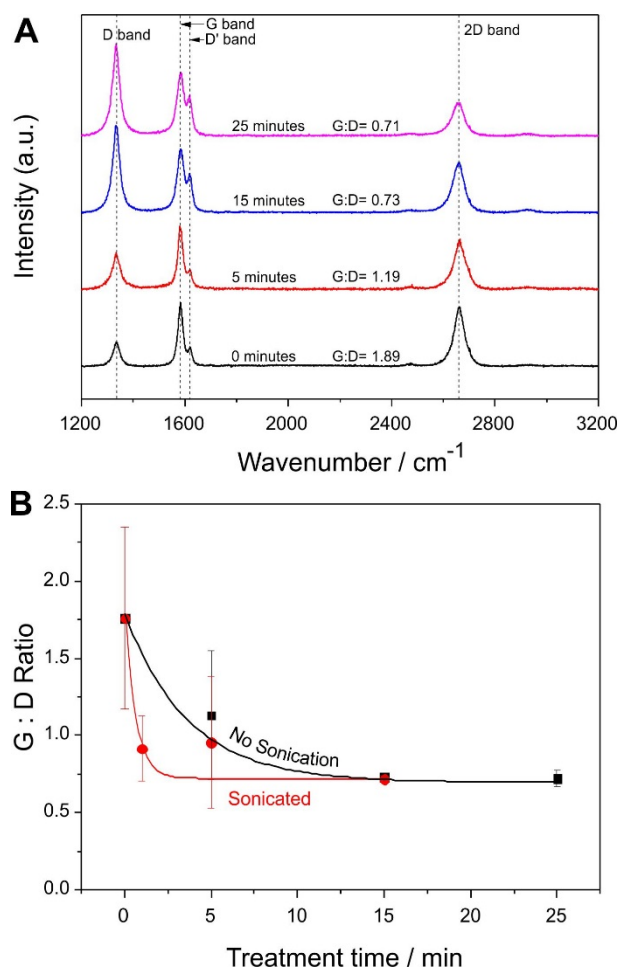 A
D band
G band
D' band
2D band
25 minutes G:D= 0.71
15 minutes G:D= 0.73
5 minutes G:D= 1.19
0 minutes G:D= 1.89
Intensity (a.u.)
1200 1600 2000 2400 2800 3200
Wavenumber / cm-1
B
2.5
2.0
1.5
1.0
0.5
0.0
G : D Ratio
No Sonication
Sonicated
0 5 10 15 20 25
Treatment time / min